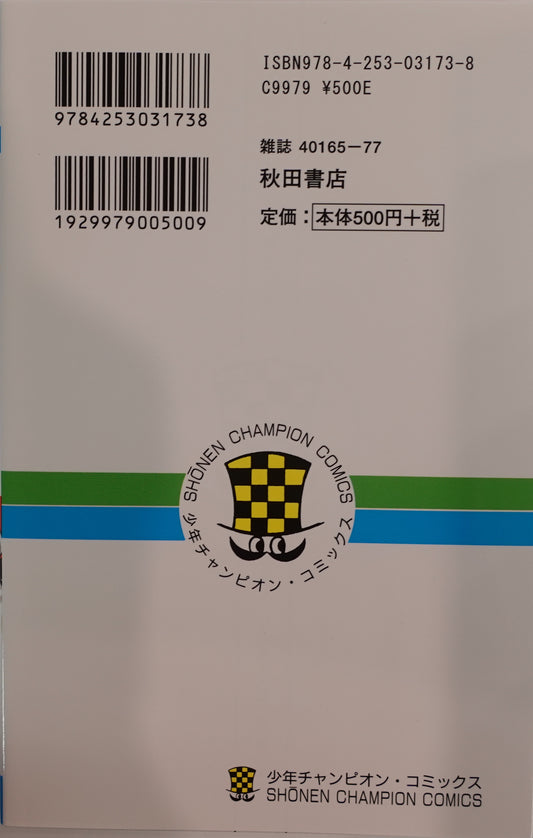 9784253031738
1929979005009
ISBN978-4-253-03173-8
C9979 ¥500E
雑誌 40165-77
秋田書店
定価：本体500円+税
SHŌNEN CHAMPION COMICS
少年チャンピオン・コミックス
少年チャンピオン・コミックス
SHŌNEN CHAMPION COMICS